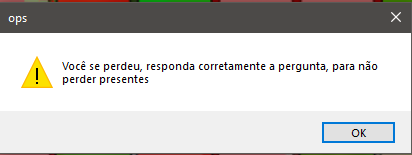 ops
Você se perdeu, responda corretamente a pergunta, para não
perder presentes
OK